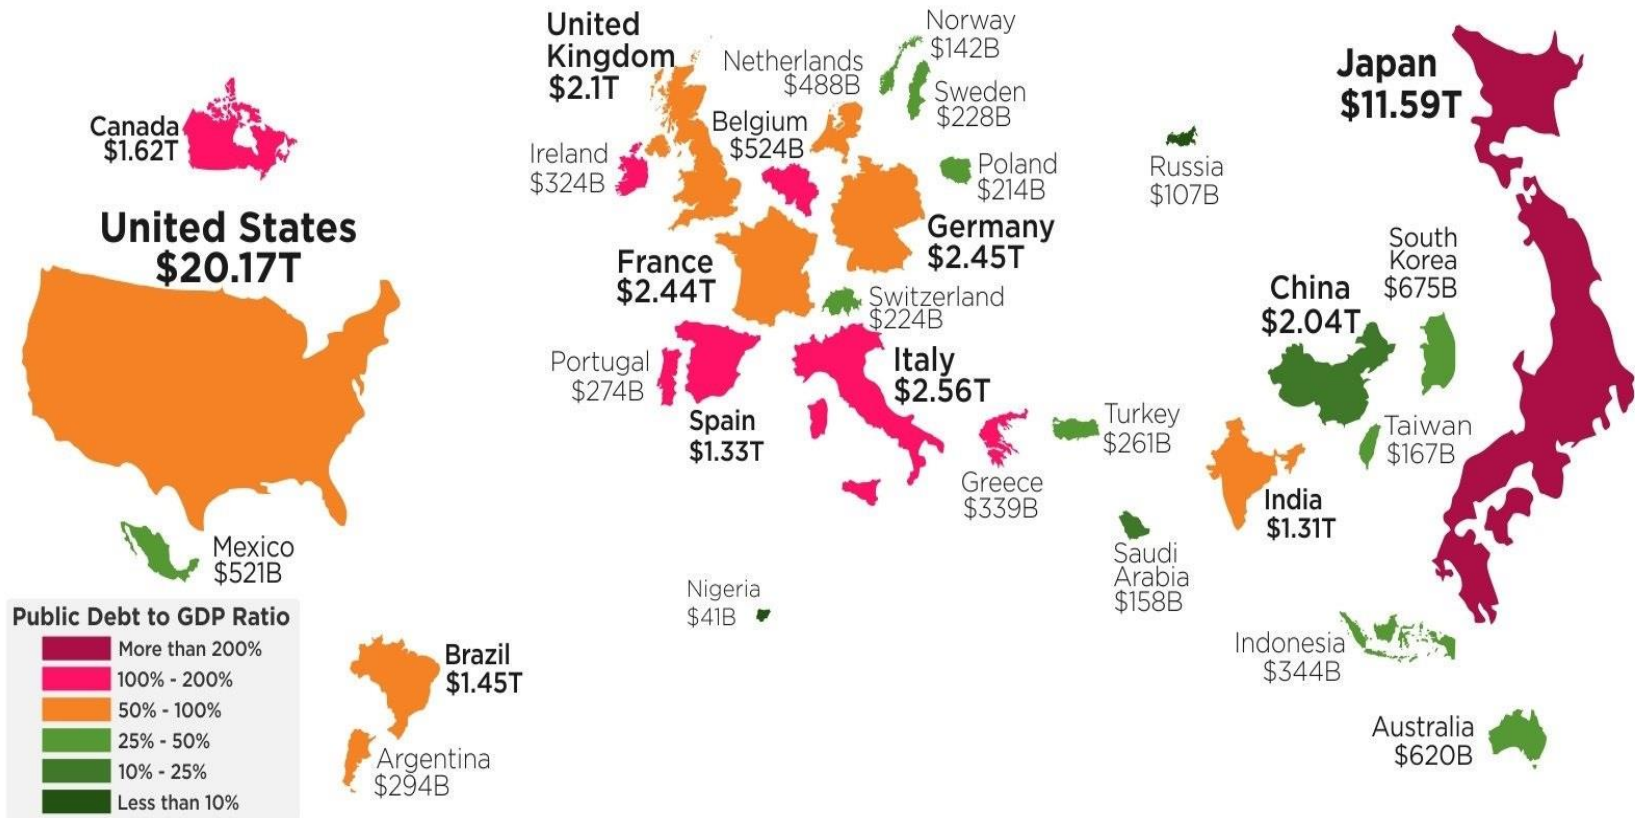 Canada
$1.62T
United States
$20.17T
Mexico
$521B
United
Kingdom
$2.1T
Netherlands
$488B
Norway
$142B
Sweden
$228B
Belgium
$524B
Ireland
$324B
Poland
$214B
Germany
$2.45T
France
$2.44T
Switzerland
$224B
Portugal
$274B
Spain
$1.33T
Italy
$2.56T
Greece
$339B
Turkey
$261B
Russia
$107B
Japan
$11.59T
South
Korea
$675B
China
$2.04T
Taiwan
$167B
India
$1.31T
Saudi
Arabia
$158B
Nigeria
$41B
Indonesia
$344B
Australia
$620B
Brazil
$1.45T
Argentina
$294B
Public Debt to GDP Ratio
More than 200%
100% - 200%
50% - 100%
25% - 50%
10% - 25%
Less than 10%